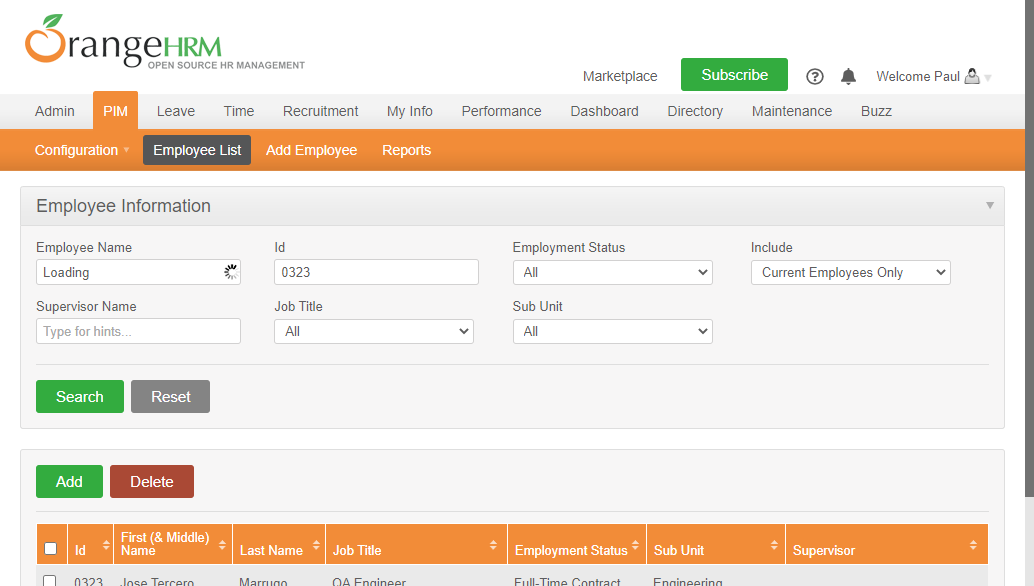 OrangeHRM
OPEN SOURCE HR MANAGEMENT
Marketplace Subscribe Welcome Paul
Admin PIM Leave Time Recruitment My Info Performance Dashboard Directory Maintenance Buzz
Configuration Employee List Add Employee Reports
Employee Information
Employee Name Id Employment Status Include
Loading 0323 All Current Employees Only
Supervisor Name Job Title Sub Unit
Type for hints... All All
Search Reset
Add Delete
Id First (& Middle) Name Last Name Job Title Employment Status Sub Unit Supervisor
0323 Jose Tercero Marrugo QA Engineer Full-Time Contract Engineering